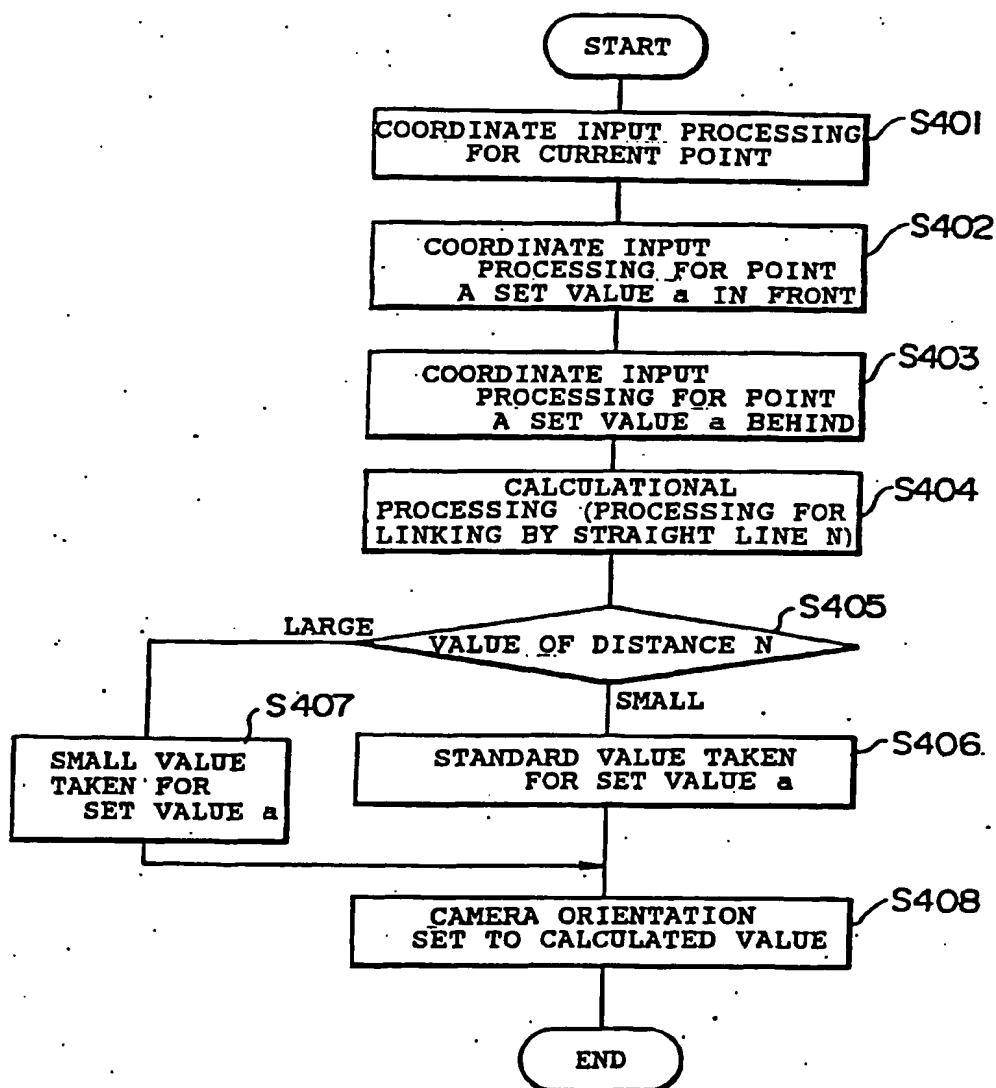 START
COORDINATE INPUT PROCESSING
FOR CURRENT POINT
S401
COORDINATE INPUT
PROCESSING FOR POINT
A SET VALUE a IN FRONT
S402
COORDINATE INPUT
PROCESSING FOR POINT
A SET VALUE a BEHIND
S403
CALCULATIONAL
PROCESSING (PROCESSING FOR
LINKING BY STRAIGHT LINE N)
S404
S405
LARGE
VALUE OF DISTANCE N
SMALL
S407
SMALL VALUE
TAKEN FOR
SET VALUE a
STANDARD VALUE TAKEN
FOR SET VALUE a
S406
CAMERA ORIENTATION
SET TO CALCULATED VALUE
S408
END